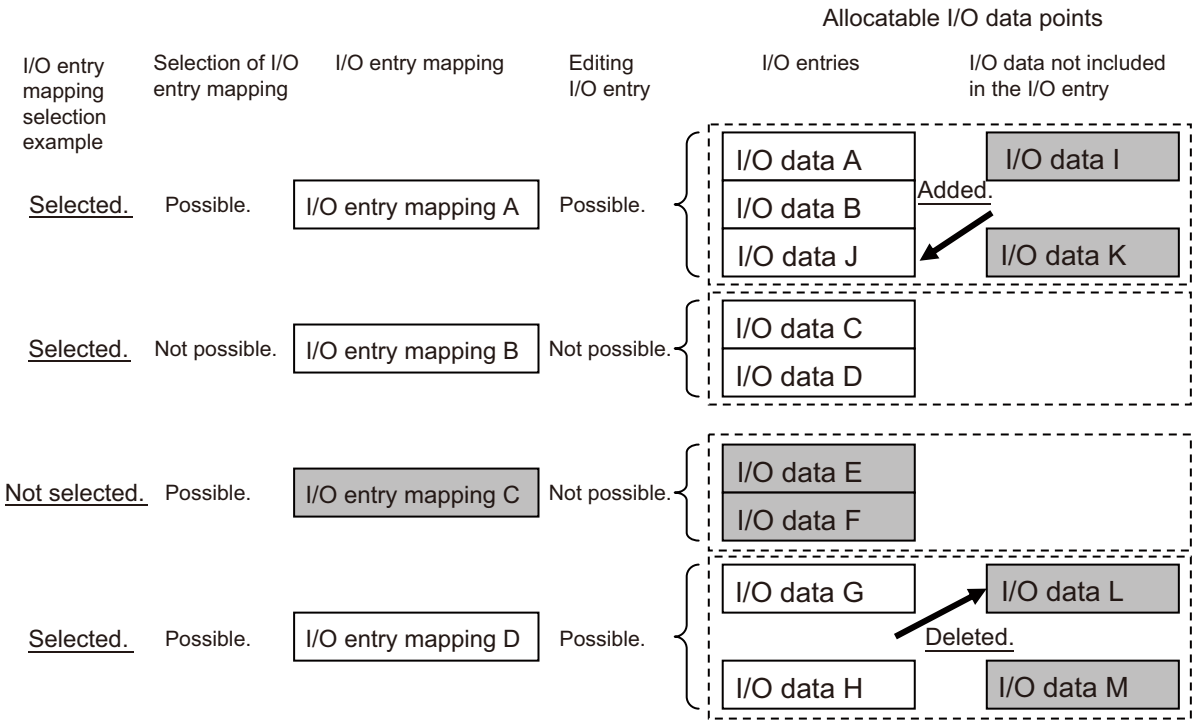 Allocatable I/O data points
I/O entry
mapping
selection
example
Selection of I/O
entry mapping
I/O entry mapping
Editing
I/O entry
I/O entries
I/O data not included
in the I/O entry
Selected.
Possible.
I/O entry mapping A
Possible.
I/O data A
I/O data B
I/O data J
Added.
I/O data I
I/O data K
Selected.
Not possible.
I/O entry mapping B
Not possible.
I/O data C
I/O data D
Not selected.
Possible.
I/O entry mapping C
Not possible.
I/O data E
I/O data F
Selected.
Possible.
I/O entry mapping D
Possible.
I/O data G
I/O data H
Deleted.
I/O data L
I/O data M